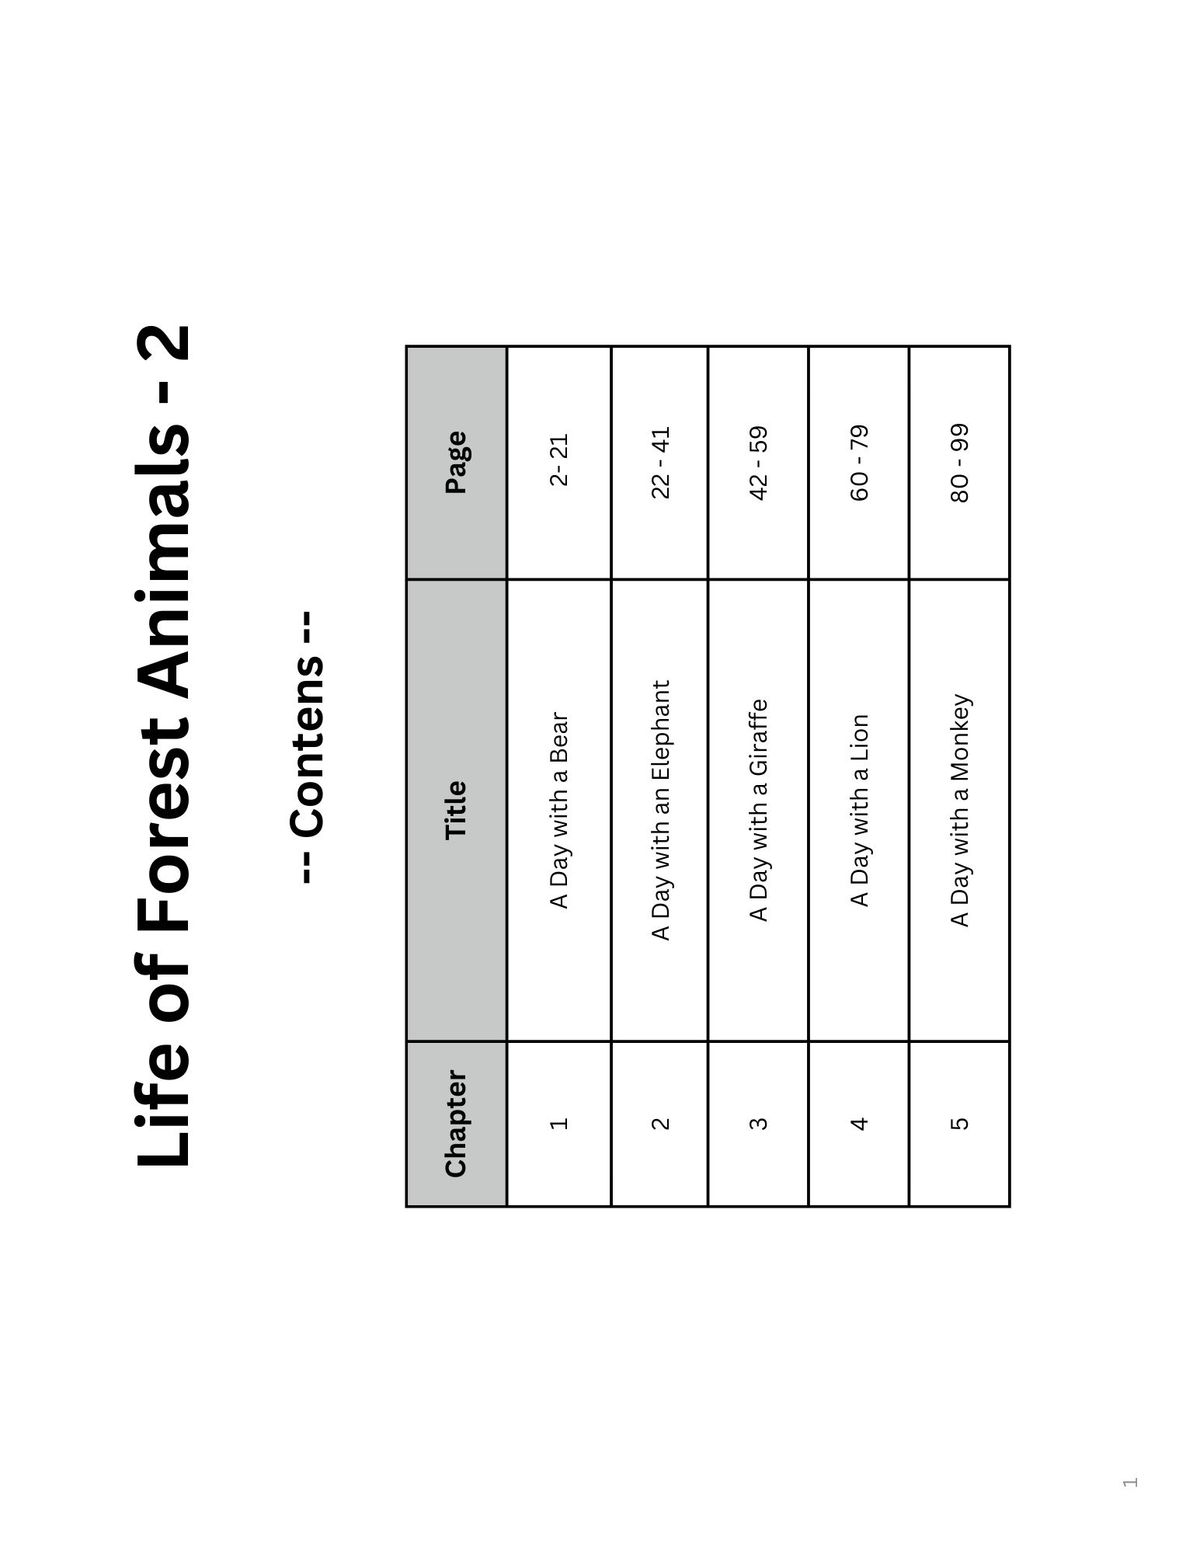 Life of Forest Animals - 2
-- Contens --
Chapter Title Page
1 A Day with a Bear 2- 21
2 A Day with an Elephant 22 - 41
3 A Day with a Giraffe 42 - 59
4 A Day with a Lion 60 - 79
5 A Day with a Monkey 80 - 99
1